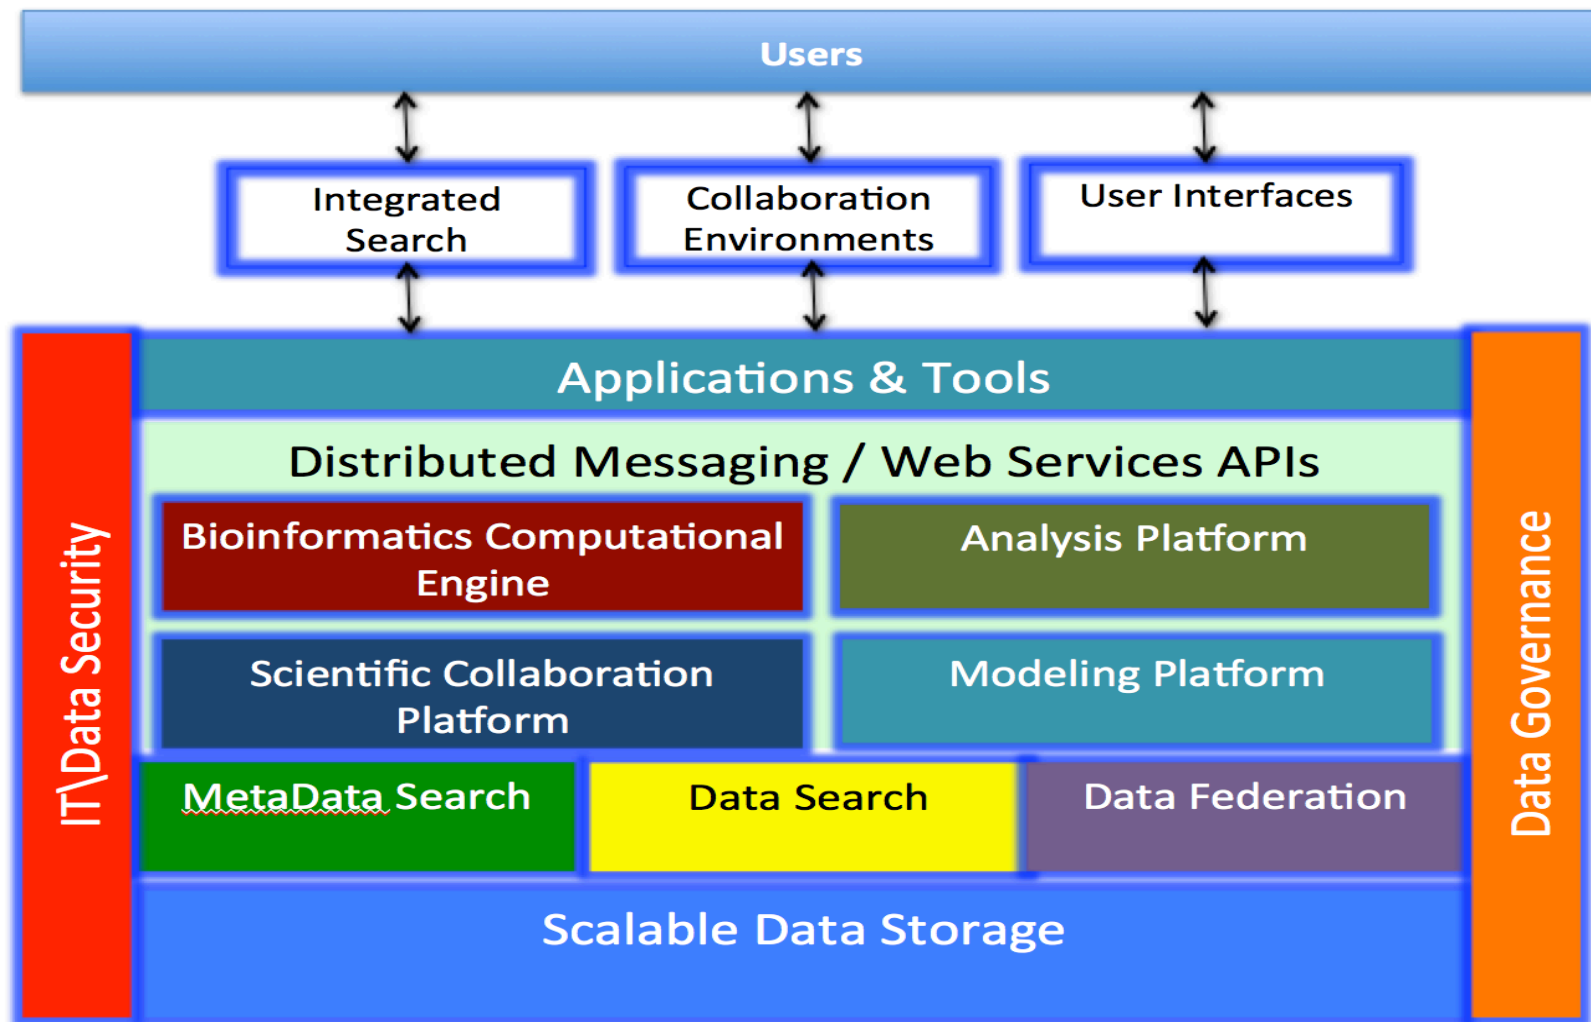 Users
Integrated
Search
Collaboration
Environments
User Interfaces
Applications & Tools
Distributed Messaging / Web Services APIs
Bioinformatics Computational
Engine
Analysis Platform
Scientific Collaboration
Platform
Modeling Platform
MetaData Search
Data Search
Data Federation
Scalable Data Storage
IT\Data Security
Data Governance